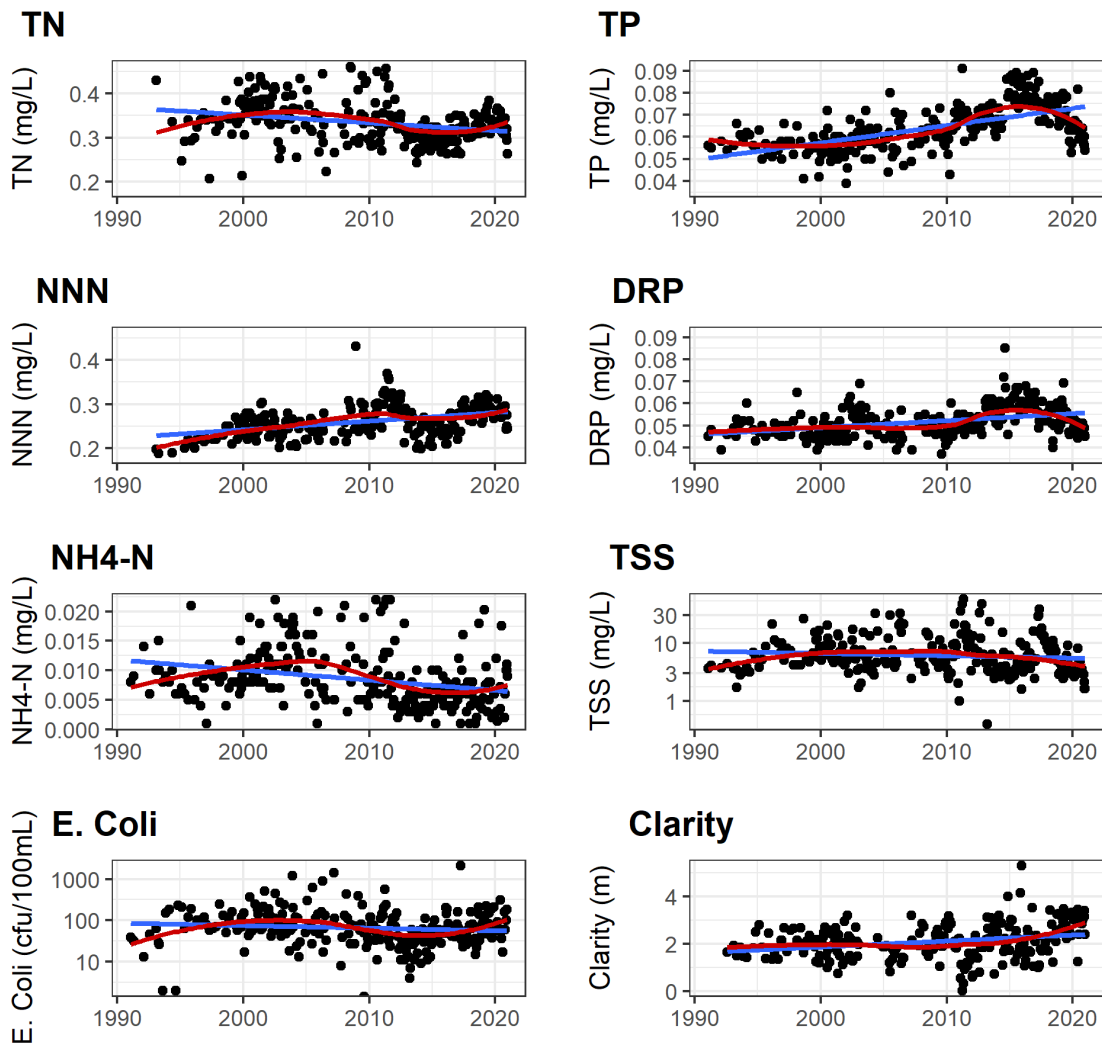 TN
TN (mg/L)
0.4
0.3
0.2
1990 2000 2010 2020
TP
TP (mg/L)
0.09
0.08
0.07
0.06
0.05
0.04
1990 2000 2010 2020
NNN
NNN (mg/L)
0.4
0.3
0.2
1990 2000 2010 2020
DRP
DRP (mg/L)
0.09
0.08
0.07
0.06
0.05
0.04
1990 2000 2010 2020
NH4-N
NH4-N (mg/L)
0.020
0.015
0.010
0.005
0.000
1990 2000 2010 2020
TSS
TSS (mg/L)
30
10
3
1
1990 2000 2010 2020
E. Coli
E. Coli (cfu/100mL)
1000
100
10
1990 2000 2010 2020
Clarity
Clarity (m)
4
2
0
1990 2000 2010 2020